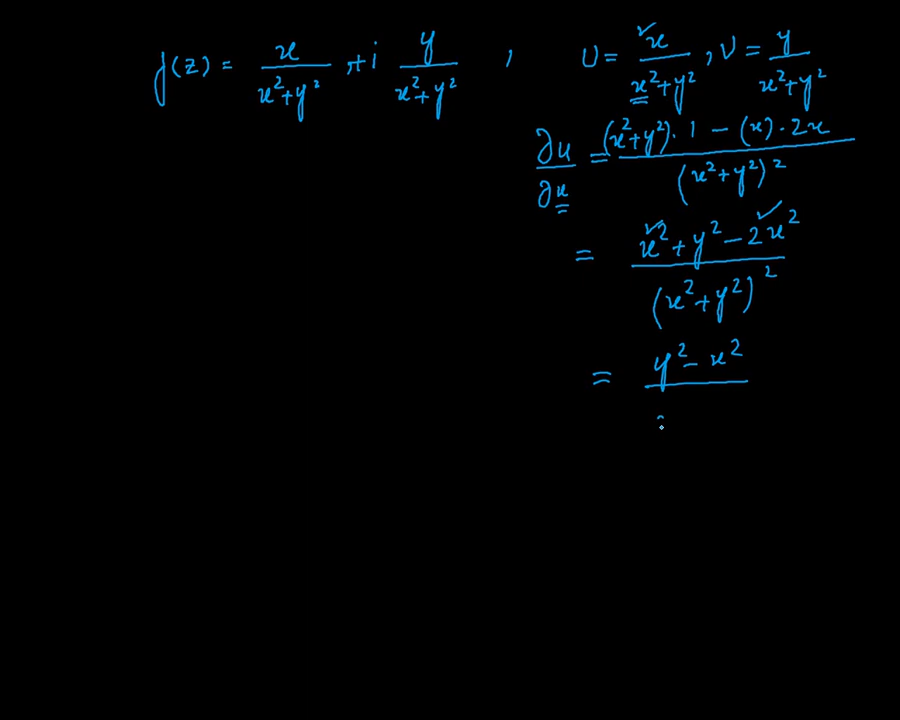 f(z) = x/(x²+y²) + i y/(x²+y²) , U = x/(x²+y²) , V = y/(x²+y²)
∂u/∂x = ((x²+y²)·1 − (x)·2x)/(x²+y²)²
= (x²+y²−2x²)/(x²+y²)²
= y²−x²